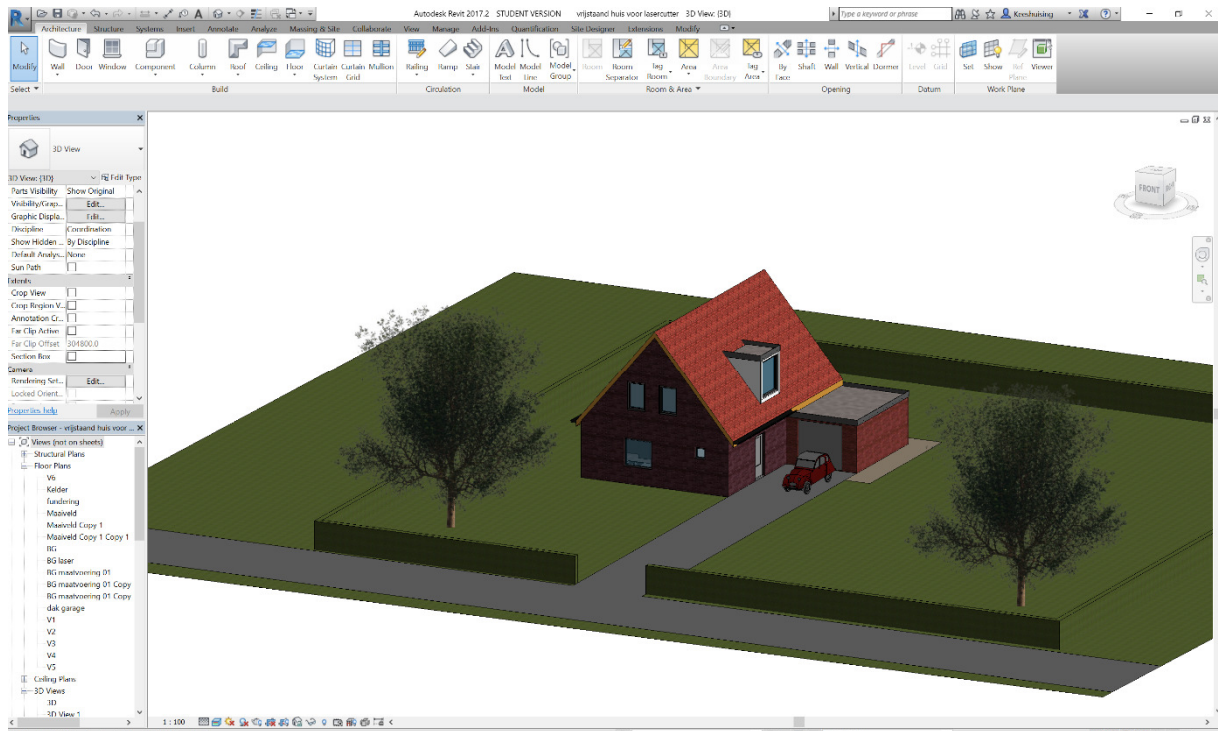 Autodesk Revit 2017.2 STUDENT VERSION vrijstaand huis voor lasercutter 3D View: {3D}
Type a keyword or phrase
Keeshuising
Architecture Structure Systems Insert Annotate Analyze Massing & Site Collaborate View Manage Add-Ins Quantification Site Designer Extensions Modify
Modify Wall Door Window Component Column Roof Ceiling Floor Curtain System Curtain Grid Mullion Railing Ramp Stair Model Text Model Line Model Group Room Room Separator Tag Room Area Area Boundary Tag Area By Face Shaft Wall Vertical Dormer Level Grid Set Show Ref Plane Viewer
Select Build Circulation Model Room & Area Opening Datum Work Plane
Properties
3D View
3D View: {3D} Edit Type
Parts Visibility Show Original
Visibility/Grap... Edit...
Graphic Displa... Edit...
Discipline Coordination
Show Hidden ... By Discipline
Default Analys... None
Sun Path
Extents
Crop View
Crop Region V...
Annotation Cr...
Far Clip Active
Far Clip Offset 304800.0
Section Box
Camera
Rendering Set... Edit...
Locked Orient...
Properties help Apply
Project Browser - vrijstaand huis voor ...
Views (not on sheets)
Structural Plans
Floor Plans
V6
Kelder
fundering
Maaiveld
Maaiveld Copy 1
Maaiveld Copy 1 Copy 1
BG
BG laser
BG maatvoering 01
BG maatvoering 01 Copy
BG maatvoering 01 Copy
dak garage
V1
V2
V3
V4
V5
Ceiling Plans
3D Views
3D
3D View 1
FRONT
1 : 100